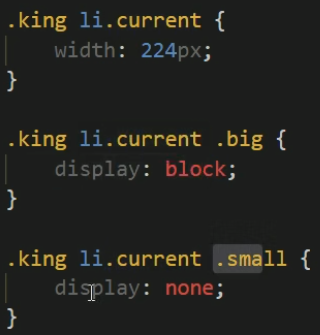 .king li.current {
width: 224px;
}
.king li.current .big {
display: block;
}
.king li.current .small {
display: none;
}